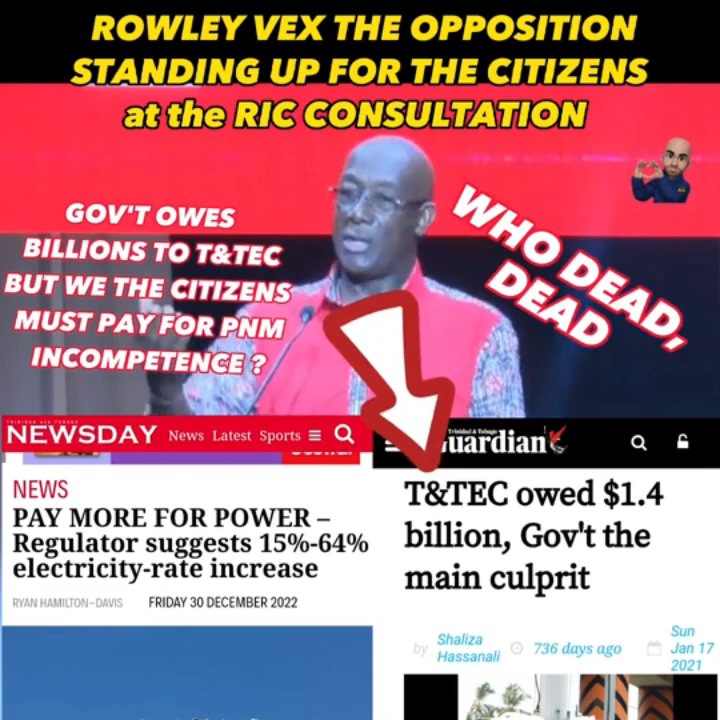 ROWLEY VEX THE OPPOSITION
STANDING UP FOR THE CITIZENS
at the RIC CONSULTATION
GOV'T OWES
BILLIONS TO T&TEC
BUT WE THE CITIZENS
MUST PAY FOR PNM
INCOMPETENCE ?
WHO DEAD,
DEAD
NEWSDAY News Latest Sports
NEWS
PAY MORE FOR POWER –
Regulator suggests 15%-64%
electricity-rate increase
RYAN HAMILTON-DAVIS FRIDAY 30 DECEMBER 2022
Trinidad & Tobago
uardian
T&TEC owed $1.4
billion, Gov't the
main culprit
by Shaliza
Hassanali
736 days ago
Sun
Jan 17
2021